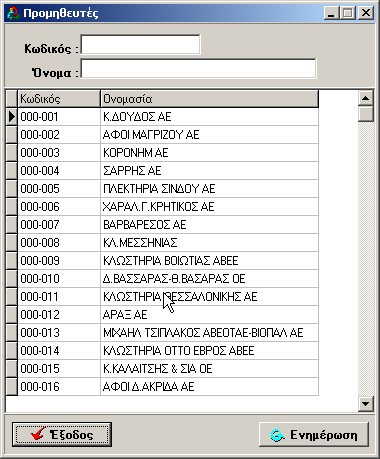 Προμηθευτές
Κωδικός :
Όνομα :
Κωδικός Ονομασία
000-001 Κ.ΔΟΥΔΟΣ ΑΕ
000-002 ΑΦΟΙ ΜΑΓΡΙΖΟΥ ΑΕ
000-003 ΚΟΡΟΝΗΜ ΑΕ
000-004 ΣΑΡΡΗΣ ΑΕ
000-005 ΠΛΕΚΤΗΡΙΑ ΣΙΝΔΟΥ ΑΕ
000-006 ΧΑΡΑΛ.Γ.ΚΡΗΤΙΚΟΣ ΑΕ
000-007 ΒΑΡΒΑΡΕΣΟΣ ΑΕ
000-008 ΚΛ.ΜΕΣΣΗΝΙΑΣ
000-009 ΚΛΩΣΤΗΡΙΑ ΒΟΙΩΤΙΑΣ ΑΒΕΕ
000-010 Δ.ΒΑΣΣΑΡΑΣ-Θ.ΒΑΣΑΡΑΣ ΟΕ
000-011 ΚΛΩΣΤΗΡΙΑ ΘΕΣΣΑΛΟΝΙΚΗΣ ΑΕ
000-012 ΑΡΑΞ ΑΕ
000-013 ΜΙΧΑΗΛ ΤΣΙΠΛΑΚΟΣ ΑΒΕΟΤΑΕ-ΒΙΟΠΑΛ ΑΕ
000-014 ΚΛΩΣΤΗΡΙΑ ΟΤΤΟ ΕΒΡΟΣ ΑΒΕΕ
000-015 Κ.ΚΑΛΑΙΤΣΗΣ & ΣΙΑ ΟΕ
000-016 ΑΦΟΙ Δ.ΑΚΡΙΔΑ ΑΕ
Έξοδος Ενημέρωση